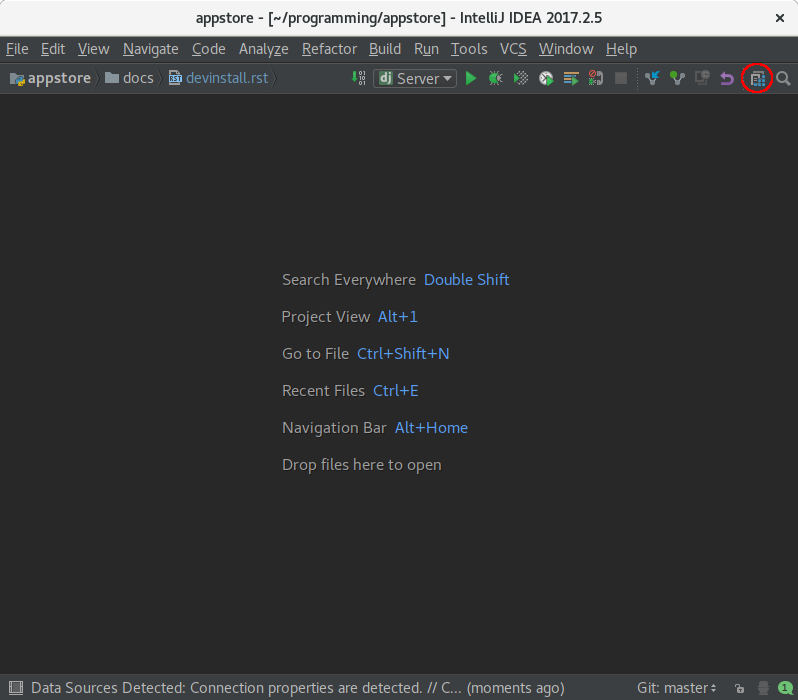 appstore - [~/programming/appstore] - IntelliJ IDEA 2017.2.5
File Edit View Navigate Code Analyze Refactor Build Run Tools VCS Window Help
appstore docs RST devinstall.rst dj Server
Search Everywhere Double Shift
Project View Alt+1
Go to File Ctrl+Shift+N
Recent Files Ctrl+E
Navigation Bar Alt+Home
Drop files here to open
Data Sources Detected: Connection properties are detected. // C... (moments ago) Git: master 1